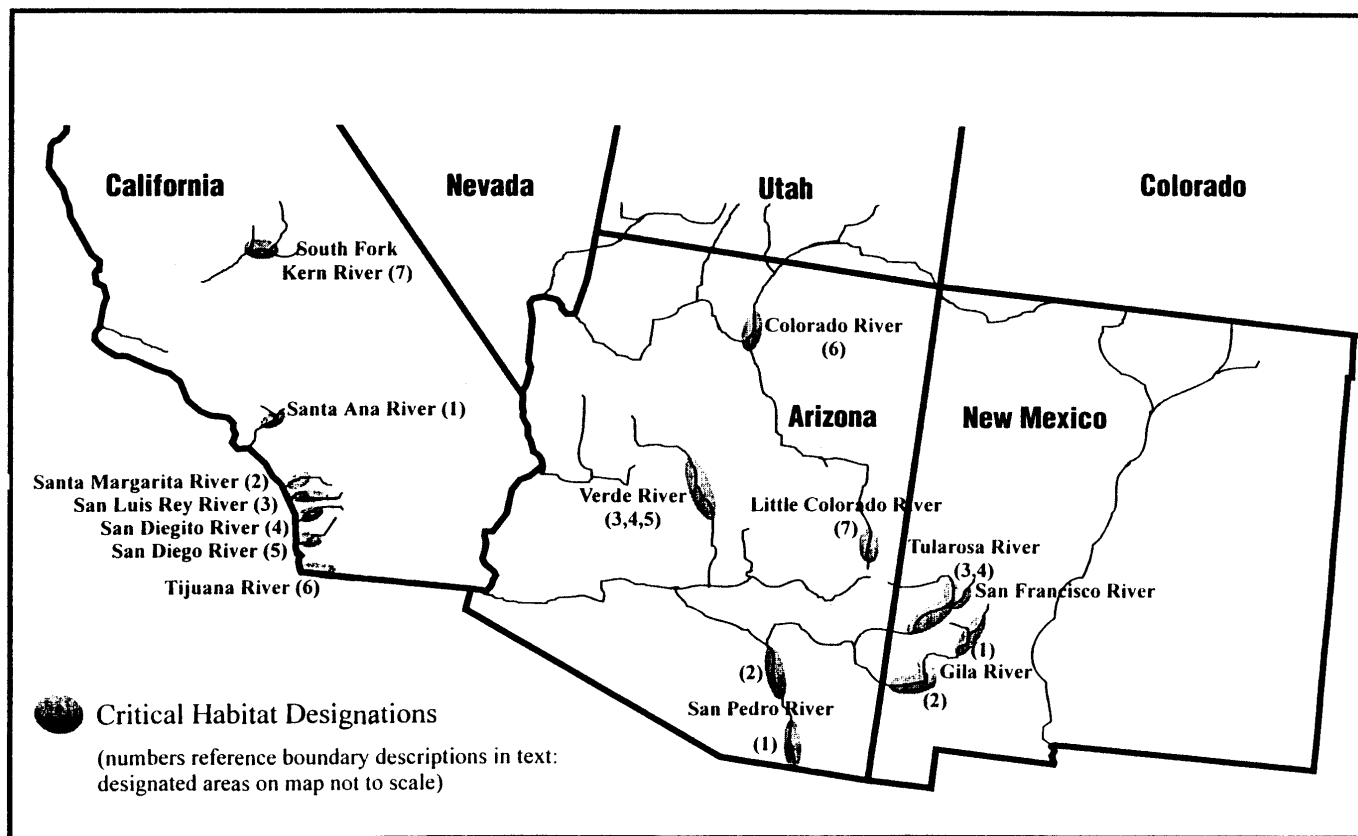 California
Nevada
Utah
Colorado
South Fork
Kern River (7)
Colorado River
(6)
Santa Ana River (1)
Arizona
New Mexico
Santa Margarita River (2)
San Luis Rey River (3)
San Diegito River (4)
San Diego River (5)
Tijuana River (6)
Verde River
(3,4,5)
Little Colorado River
(7)
Tularosa River
(3,4)
San Francisco River
(1)
Gila River
(2)
(2)
San Pedro River
(1)
Critical Habitat Designations
(numbers reference boundary descriptions in text:
designated areas on map not to scale)